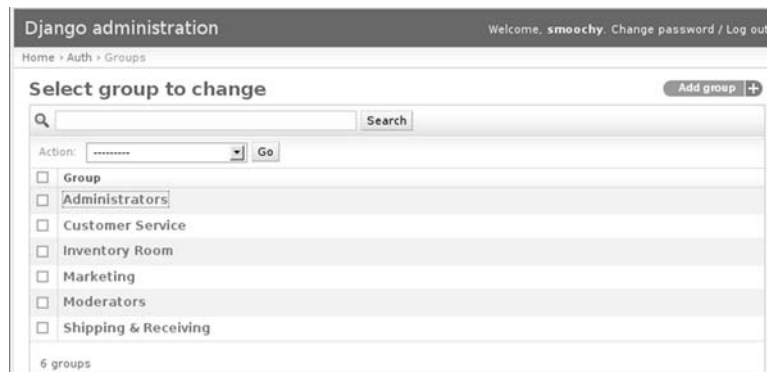 Django administration
Welcome, smoochy. Change password / Log out
Home › Auth › Groups
Select group to change
Add group +
Search
Action: --------- Go
Group
Administrators
Customer Service
Inventory Room
Marketing
Moderators
Shipping & Receiving
6 groups